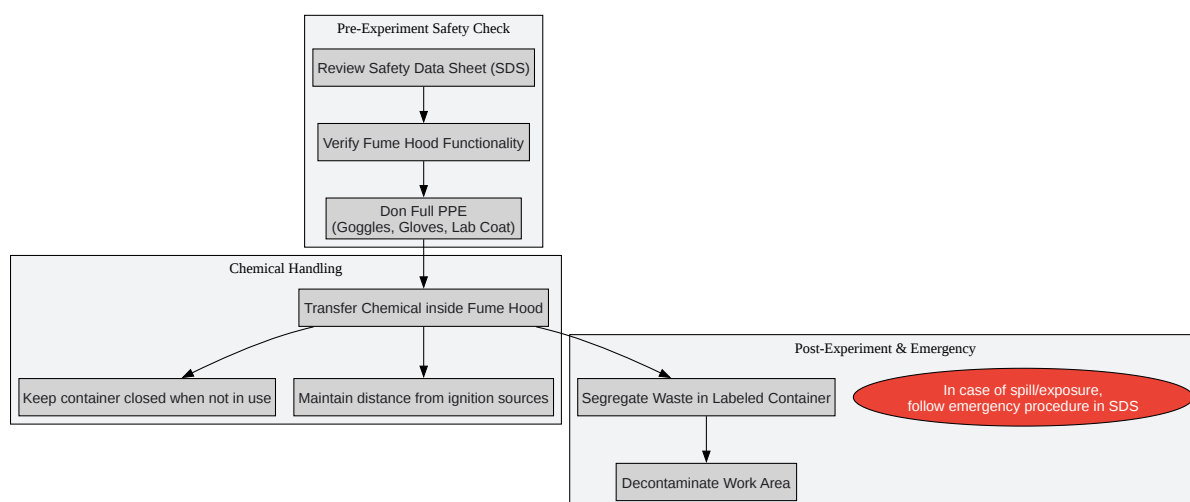 Pre-Experiment Safety Check
Review Safety Data Sheet (SDS)
Verify Fume Hood Functionality
Don Full PPE
(Goggles, Gloves, Lab Coat)
Chemical Handling
Transfer Chemical inside Fume Hood
Keep container closed when not in use
Maintain distance from ignition sources
Post-Experiment & Emergency
Segregate Waste in Labeled Container
In case of spill/exposure,
follow emergency procedure in SDS
Decontaminate Work Area